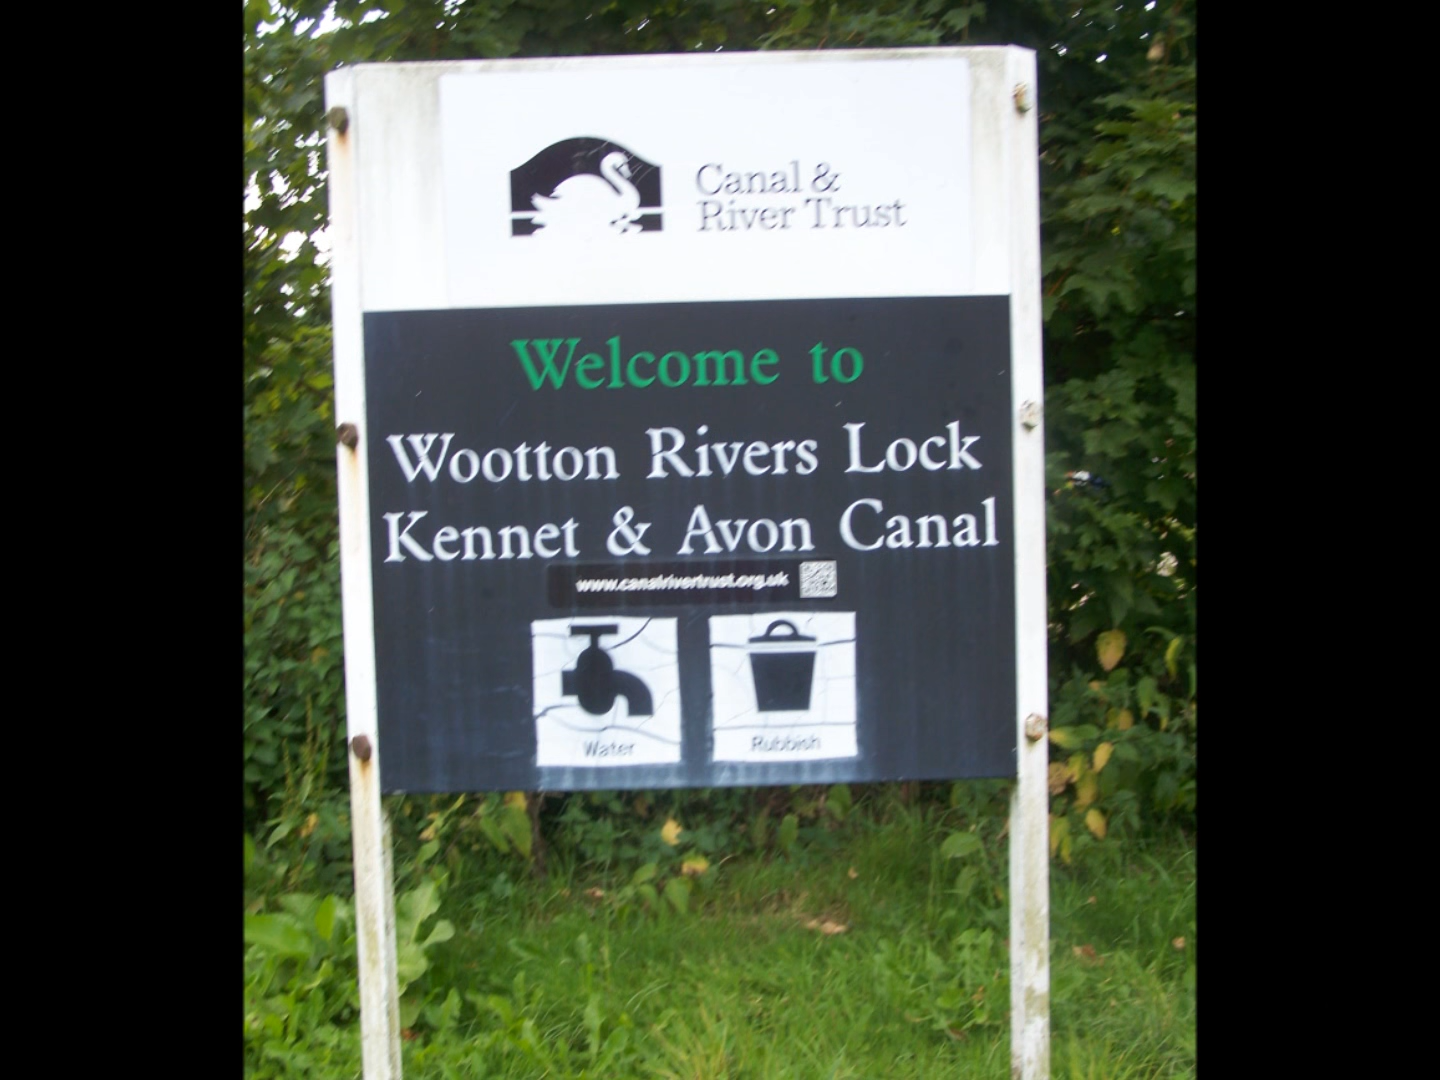 Canal &
River Trust
Welcome to
Wootton Rivers Lock
Kennet & Avon Canal
www.canalrivertrust.org.uk
Water
Rubbish